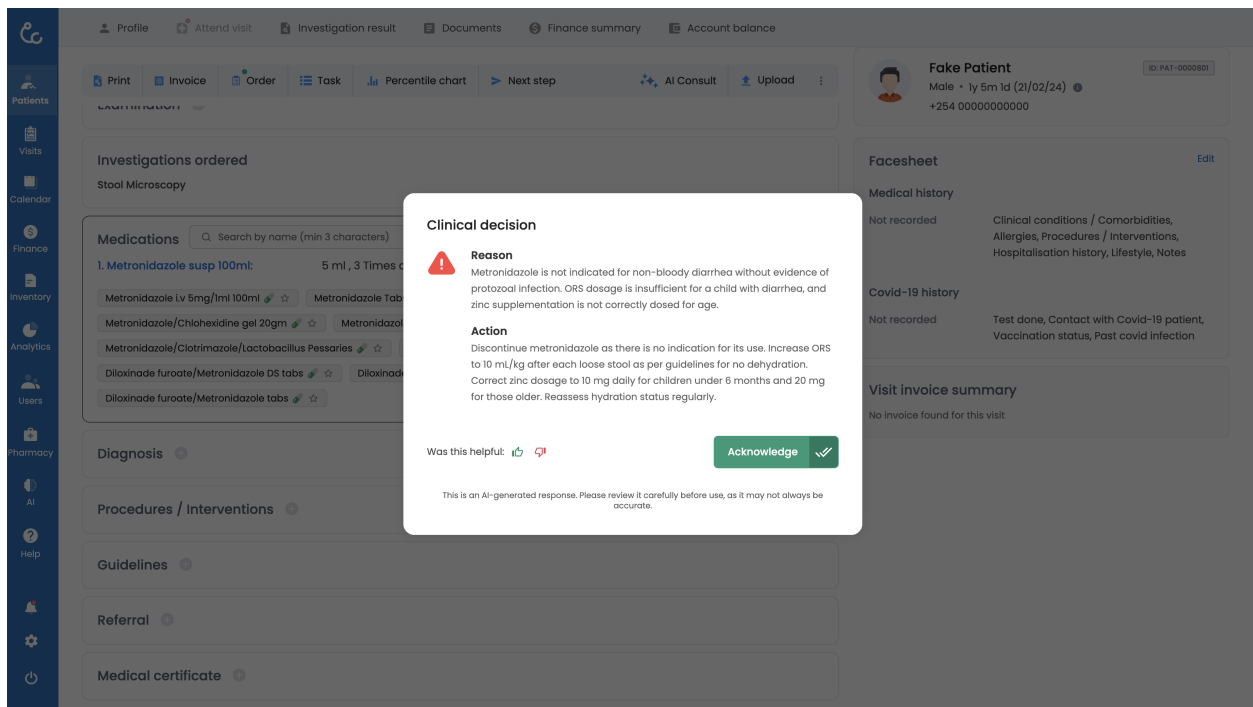 Profile
Attend visit
Investigation result
Documents
Finance summary
Account balance
Patients
Visits
Calendar
Finance
Inventory
Analytics
Users
Pharmacy
AI
Help
Print
Invoice
Order
Task
Percentile chart
Next step
AI Consult
Upload
Examination
Investigations ordered
Stool Microscopy
Medications
Search by name (min 3 characters)
1. Metronidazole susp 100ml: 5 ml , 3 Times
Metronidazole i.v 5mg/1ml 100ml
Metronidazole Tab
Metronidazole/Chlohexidine gel 20gm
Metronidazol
Metronidazole/Clotrimazole/Lactobacillus Pessaries
Diloxinade furoate/Metronidazole DS tabs
Diloxinade
Diloxinade furoate/Metronidazole tabs
Diagnosis
Procedures / Interventions
Guidelines
Referral
Medical certificate
Clinical decision
Reason
Metronidazole is not indicated for non-bloody diarrhea without evidence of
protozoal infection. ORS dosage is insufficient for a child with diarrhea, and
zinc supplementation is not correctly dosed for age.
Action
Discontinue metronidazole as there is no indication for its use. Increase ORS
to 10 mL/kg after each loose stool as per guidelines for no dehydration.
Correct zinc dosage to 10 mg daily for children under 6 months and 20 mg
for those older. Reassess hydration status regularly.
Was this helpful:
Acknowledge
This is an AI-generated response. Please review it carefully before use, as it may not always be
accurate.
Fake Patient
ID: PAT-0000801
Male • 1y 5m 1d (21/02/24)
+254 00000000000
Facesheet
Edit
Medical history
Not recorded
Clinical conditions / Comorbidities,
Allergies, Procedures / Interventions,
Hospitalisation history, Lifestyle, Notes
Covid-19 history
Not recorded
Test done, Contact with Covid-19 patient,
Vaccination status, Past covid infection
Visit invoice summary
No invoice found for this visit